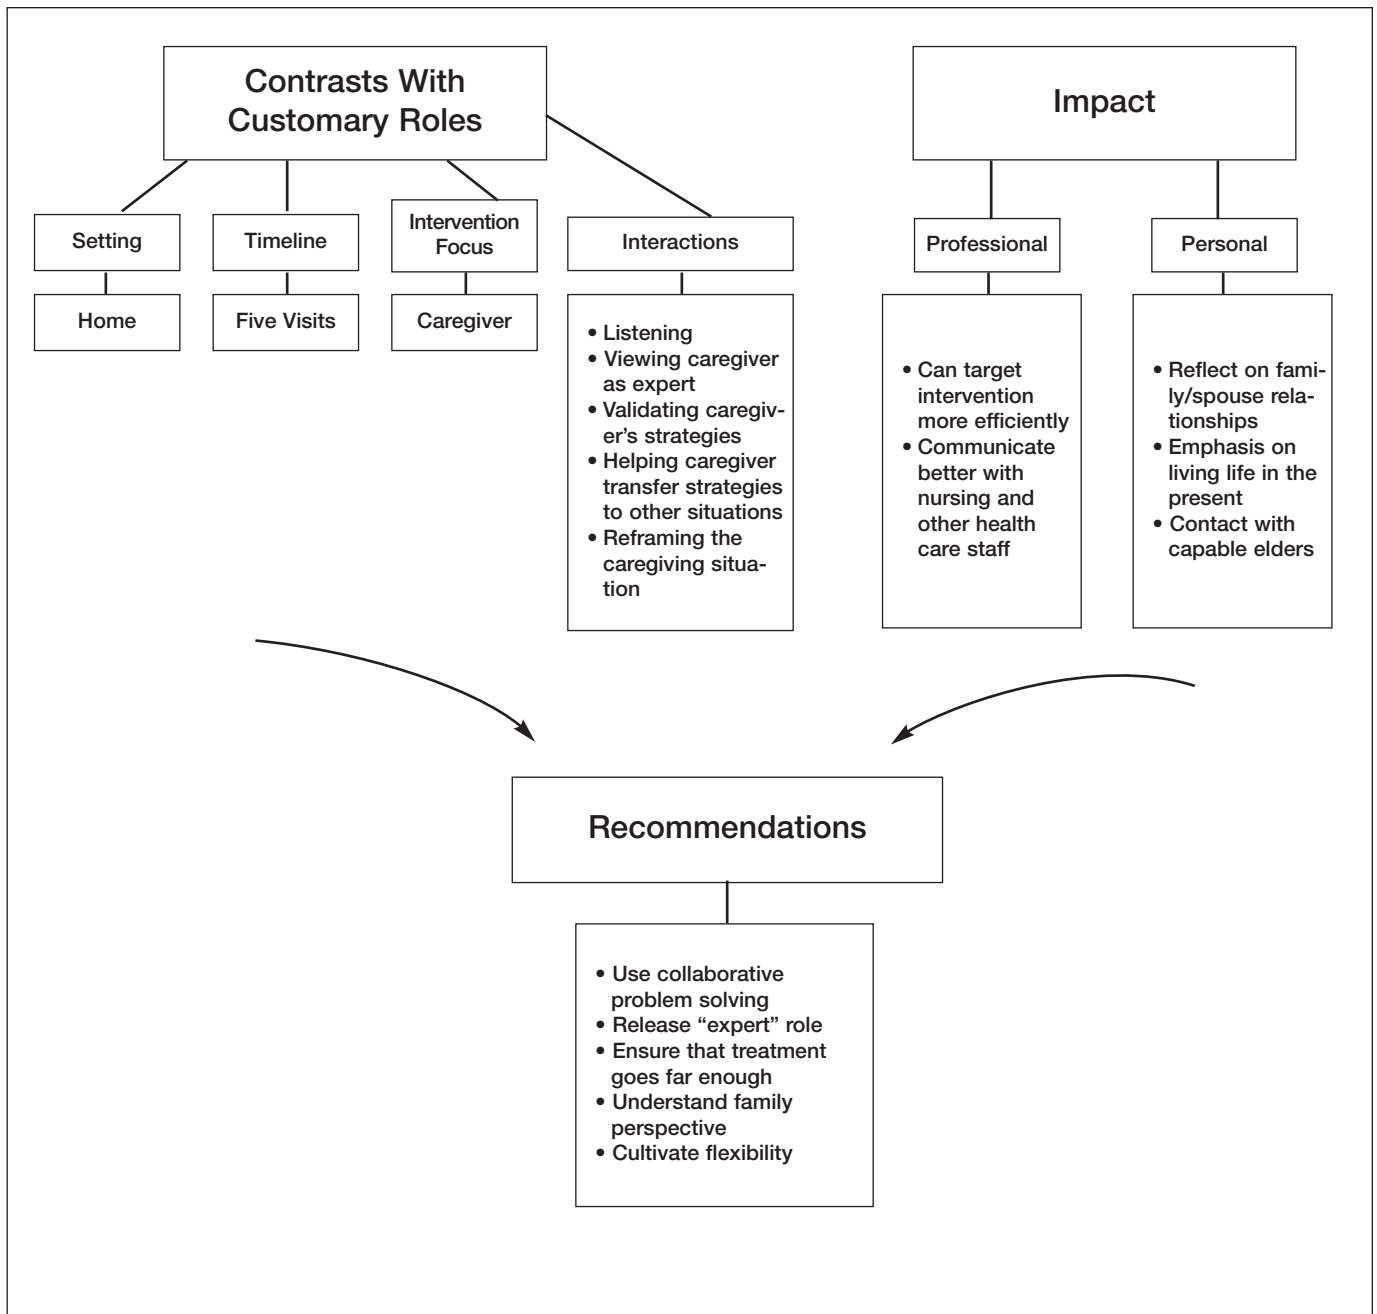 Contrasts With
Customary Roles
Impact
Setting
Timeline
Intervention
Focus
Interactions
Professional
Personal
Home
Five Visits
Caregiver
• Listening
• Viewing caregiver
as expert
• Validating caregiv-
er’s strategies
• Helping caregiver
transfer strategies
to other situations
• Reframing the
caregiving situa-
tion
• Can target
intervention
more efficiently
• Communicate
better with
nursing and
other health
care staff
• Reflect on fami-
ly/spouse rela-
tionships
• Emphasis on
living life in the
present
• Contact with
capable elders
Recommendations
• Use collaborative
problem solving
• Release “expert” role
• Ensure that treatment
goes far enough
• Understand family
perspective
• Cultivate flexibility